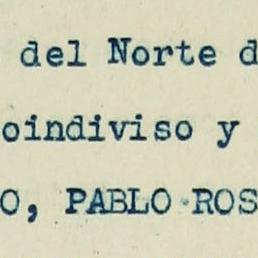 del Norte d
oindiviso y
O, PABLO ROS